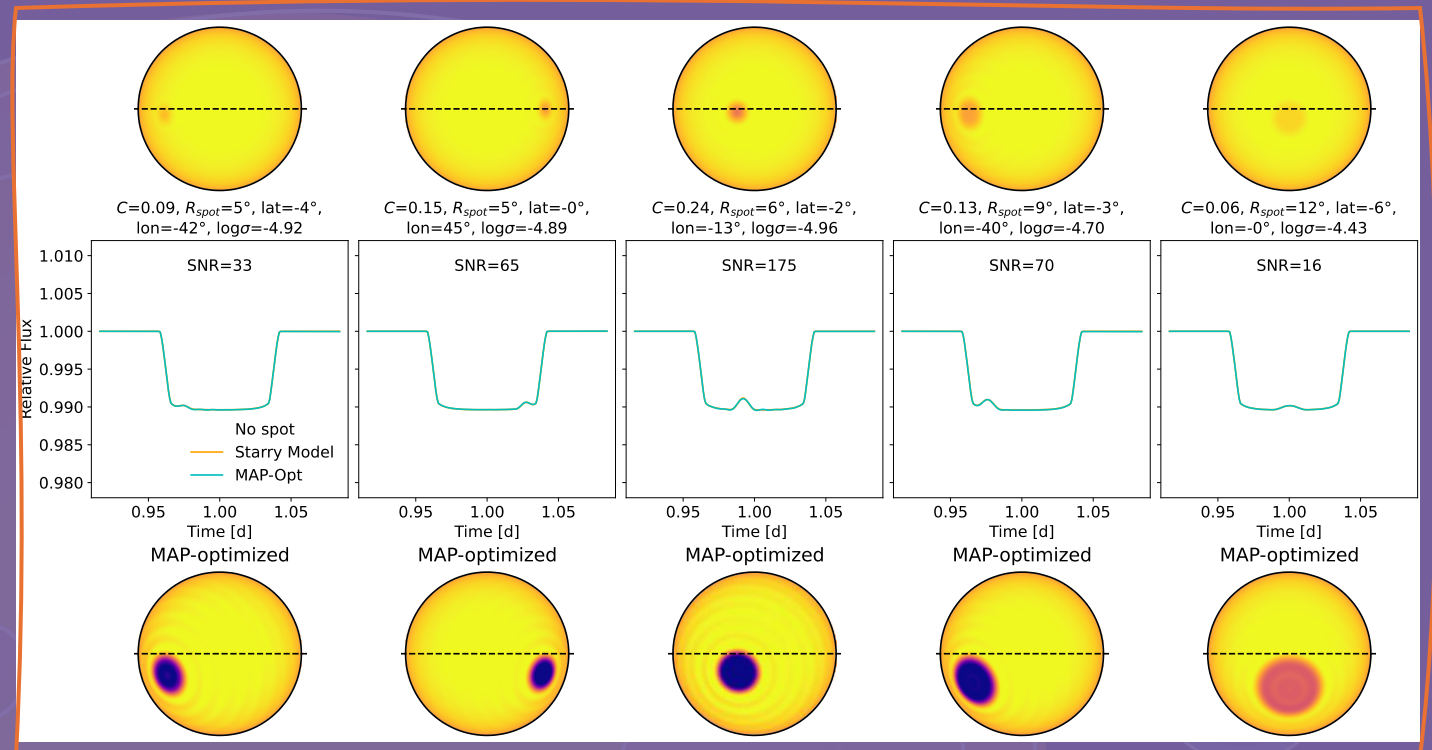 C=0.09, Rspot=5°, lat=-4°,
lon=-42°, logσ=-4.92
C=0.15, Rspot=5°, lat=-0°,
lon=45°, logσ=-4.89
C=0.24, Rspot=6°, lat=-2°,
lon=-13°, logσ=-4.96
C=0.13, Rspot=9°, lat=-3°,
lon=-40°, logσ=-4.70
C=0.06, Rspot=12°, lat=-6°,
lon=-0°, logσ=-4.43
Relative Flux
1.010
1.005
1.000
0.995
0.990
0.985
0.980
SNR=33
SNR=65
SNR=175
SNR=70
SNR=16
No spot
Starry Model
MAP-Opt
0.95 1.00 1.05
0.95 1.00 1.05
0.95 1.00 1.05
0.95 1.00 1.05
0.95 1.00 1.05
Time [d]
Time [d]
Time [d]
Time [d]
Time [d]
MAP-optimized
MAP-optimized
MAP-optimized
MAP-optimized
MAP-optimized